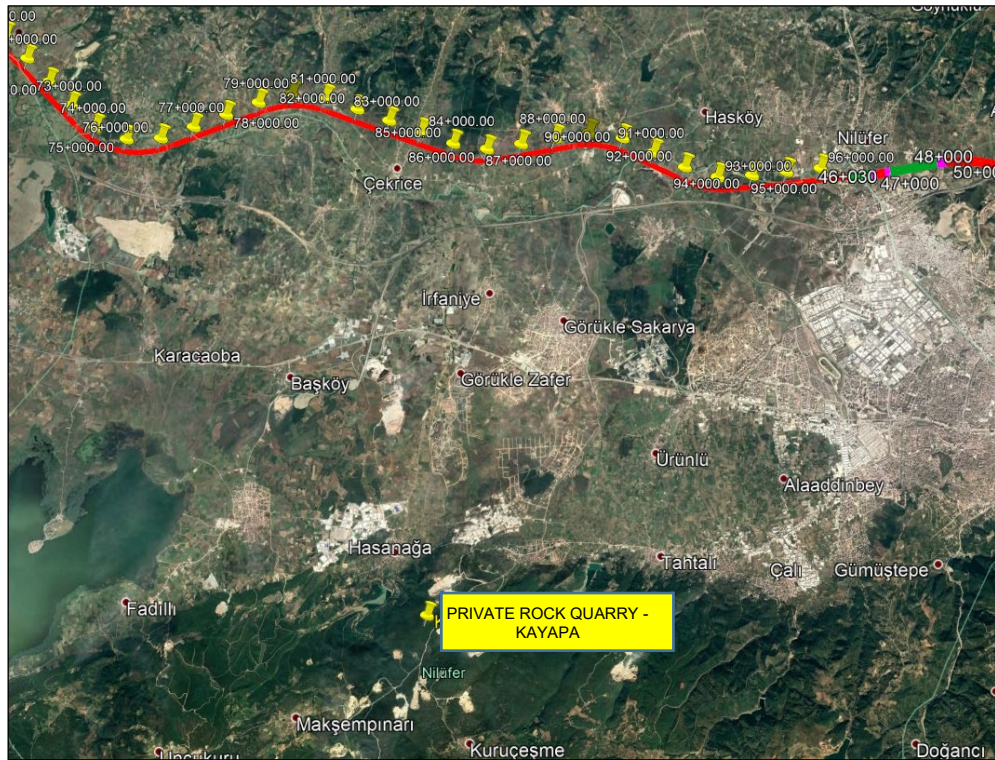 0.00
+000.00
73+000.00
74+000.00
76+000.00
75+000.00
77+000.00
78+000.00
79+000.00
81+000.00
82+000.00
83+000.00
84+000.00
85+000.00
86+000.00
87+000.00
88+000.00
90+000.00
91+000.00
92+000.00
93+000.00
94+000.00
95+000.00
96+000.00
46+030
47+000
48+000
50+00
Hasköy
Nilüfer
Çekrice
İrfaniye
Görükle Sakarya
Karacaoba
Başköy
Görükle Zafer
Ürünlü
Alaaddinbey
Hasanağa
Tahtalı
Çalı
Gümüştepe
Fadıllı
PRIVATE ROCK QUARRY -
KAYAPA
Nilüfer
Makşempınarı
Kuruçeşme
Doğancı